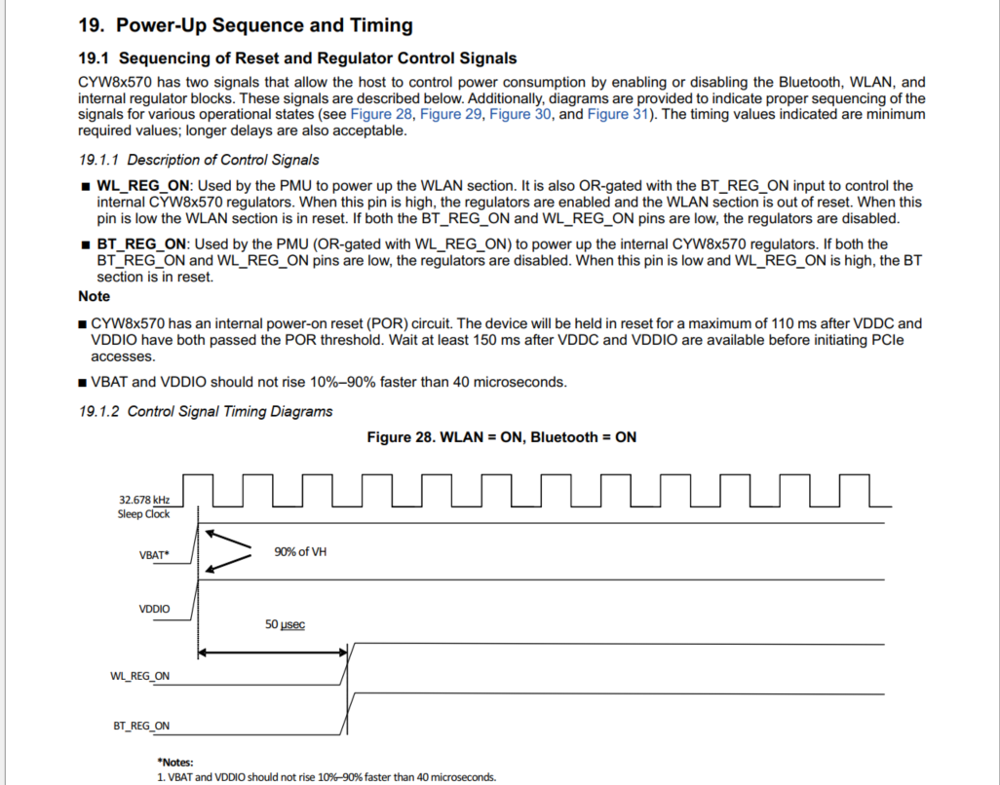 19. Power-Up Sequence and Timing
19.1 Sequencing of Reset and Regulator Control Signals
CYW8x570 has two signals that allow the host to control power consumption by enabling or disabling the Bluetooth, WLAN, and
internal regulator blocks. These signals are described below. Additionally, diagrams are provided to indicate proper sequencing of the
signals for various operational states (see Figure 28, Figure 29, Figure 30, and Figure 31). The timing values indicated are minimum
required values; longer delays are also acceptable.
19.1.1 Description of Control Signals
■ WL_REG_ON: Used by the PMU to power up the WLAN section. It is also OR-gated with the BT_REG_ON input to control the
internal CYW8x570 regulators. When this pin is high, the regulators are enabled and the WLAN section is out of reset. When this
pin is low the WLAN section is in reset. If both the BT_REG_ON and WL_REG_ON pins are low, the regulators are disabled.
■ BT_REG_ON: Used by the PMU (OR-gated with WL_REG_ON) to power up the internal CYW8x570 regulators. If both the
BT_REG_ON and WL_REG_ON pins are low, the regulators are disabled. When this pin is low and WL_REG_ON is high, the BT
section is in reset.
Note
■ CYW8x570 has an internal power-on reset (POR) circuit. The device will be held in reset for a maximum of 110 ms after VDDC and
VDDIO have both passed the POR threshold. Wait at least 150 ms after VDDC and VDDIO are available before initiating PCIe
accesses.
■ VBAT and VDDIO should not rise 10%–90% faster than 40 microseconds.
19.1.2 Control Signal Timing Diagrams
Figure 28. WLAN = ON, Bluetooth = ON
32.678 kHz
Sleep Clock
VBAT*
90% of VH
VDDIO
50 µsec
WL_REG_ON
BT_REG_ON
*Notes:
1. VBAT and VDDIO should not rise 10%–90% faster than 40 microseconds.